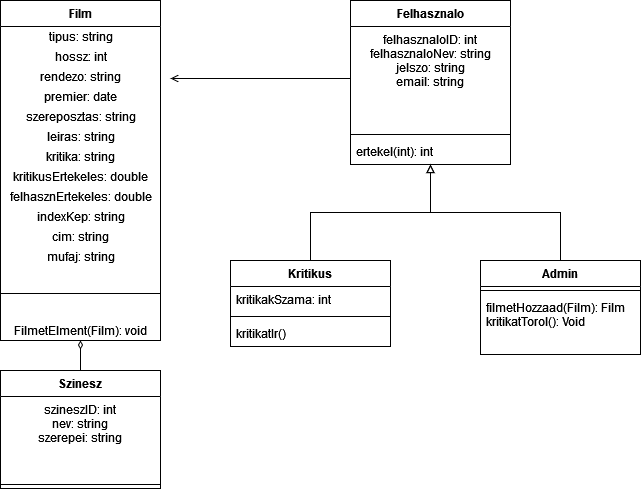 Film
tipus: string
hossz: int
rendezo: string
premier: date
szereposztas: string
leiras: string
kritika: string
kritikusErtekeles: double
felhasznErtekeles: double
indexKep: string
cim: string
mufaj: string
FilmetElment(Film): void
Felhasznalo
felhasznaloID: int
felhasznaloNev: string
jelszo: string
email: string
ertekel(int): int
Kritikus
kritikakSzama: int
kritikatIr()
Admin
filmetHozzaad(Film): Film
kritikatTorol(): Void
Szinesz
szineszID: int
nev: string
szerepei: string